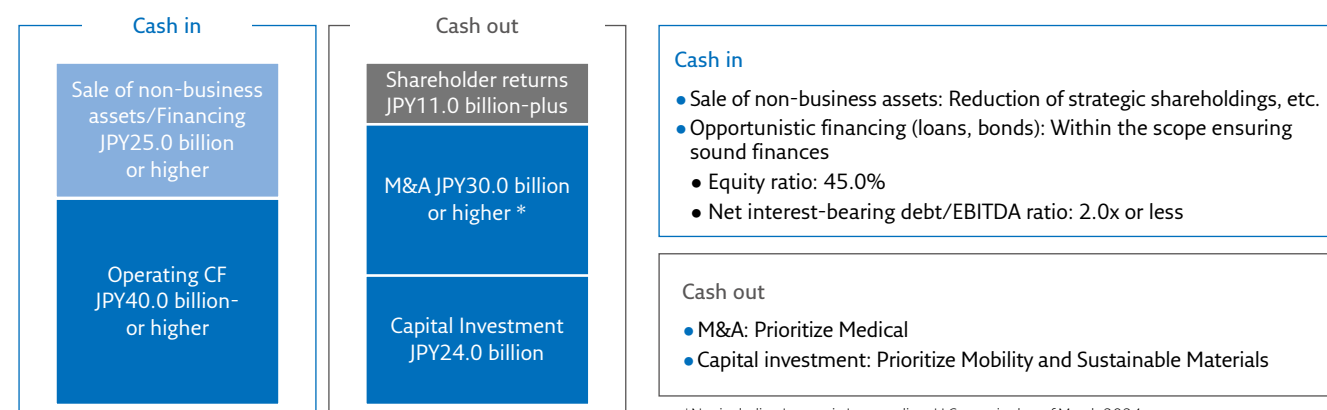 Cash in
Sale of non-business
assets/Financing
JPY25.0 billion
or higher
Operating CF
JPY40.0 billion-
or higher
Cash out
Shareholder returns
JPY11.0 billion-plus
M&A JPY30.0 billion
or higher *
Capital Investment
JPY24.0 billion
Cash in
● Sale of non-business assets: Reduction of strategic shareholdings, etc.
● Opportunistic financing (loans, bonds): Within the scope ensuring
sound finances
● Equity ratio: 45.0%
● Net interest-bearing debt/EBITDA ratio: 2.0x or less
Cash out
● M&A: Prioritize Medical
● Capital investment: Prioritize Mobility and Sustainable Materials